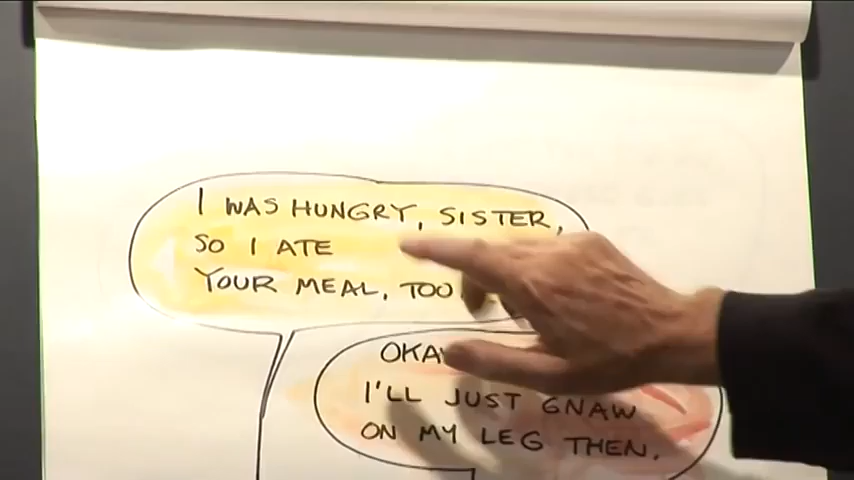 I WAS HUNGRY, SISTER,
SO I ATE
YOUR MEAL, TOO
I'LL JUST GNAW
ON MY LEG THEN.